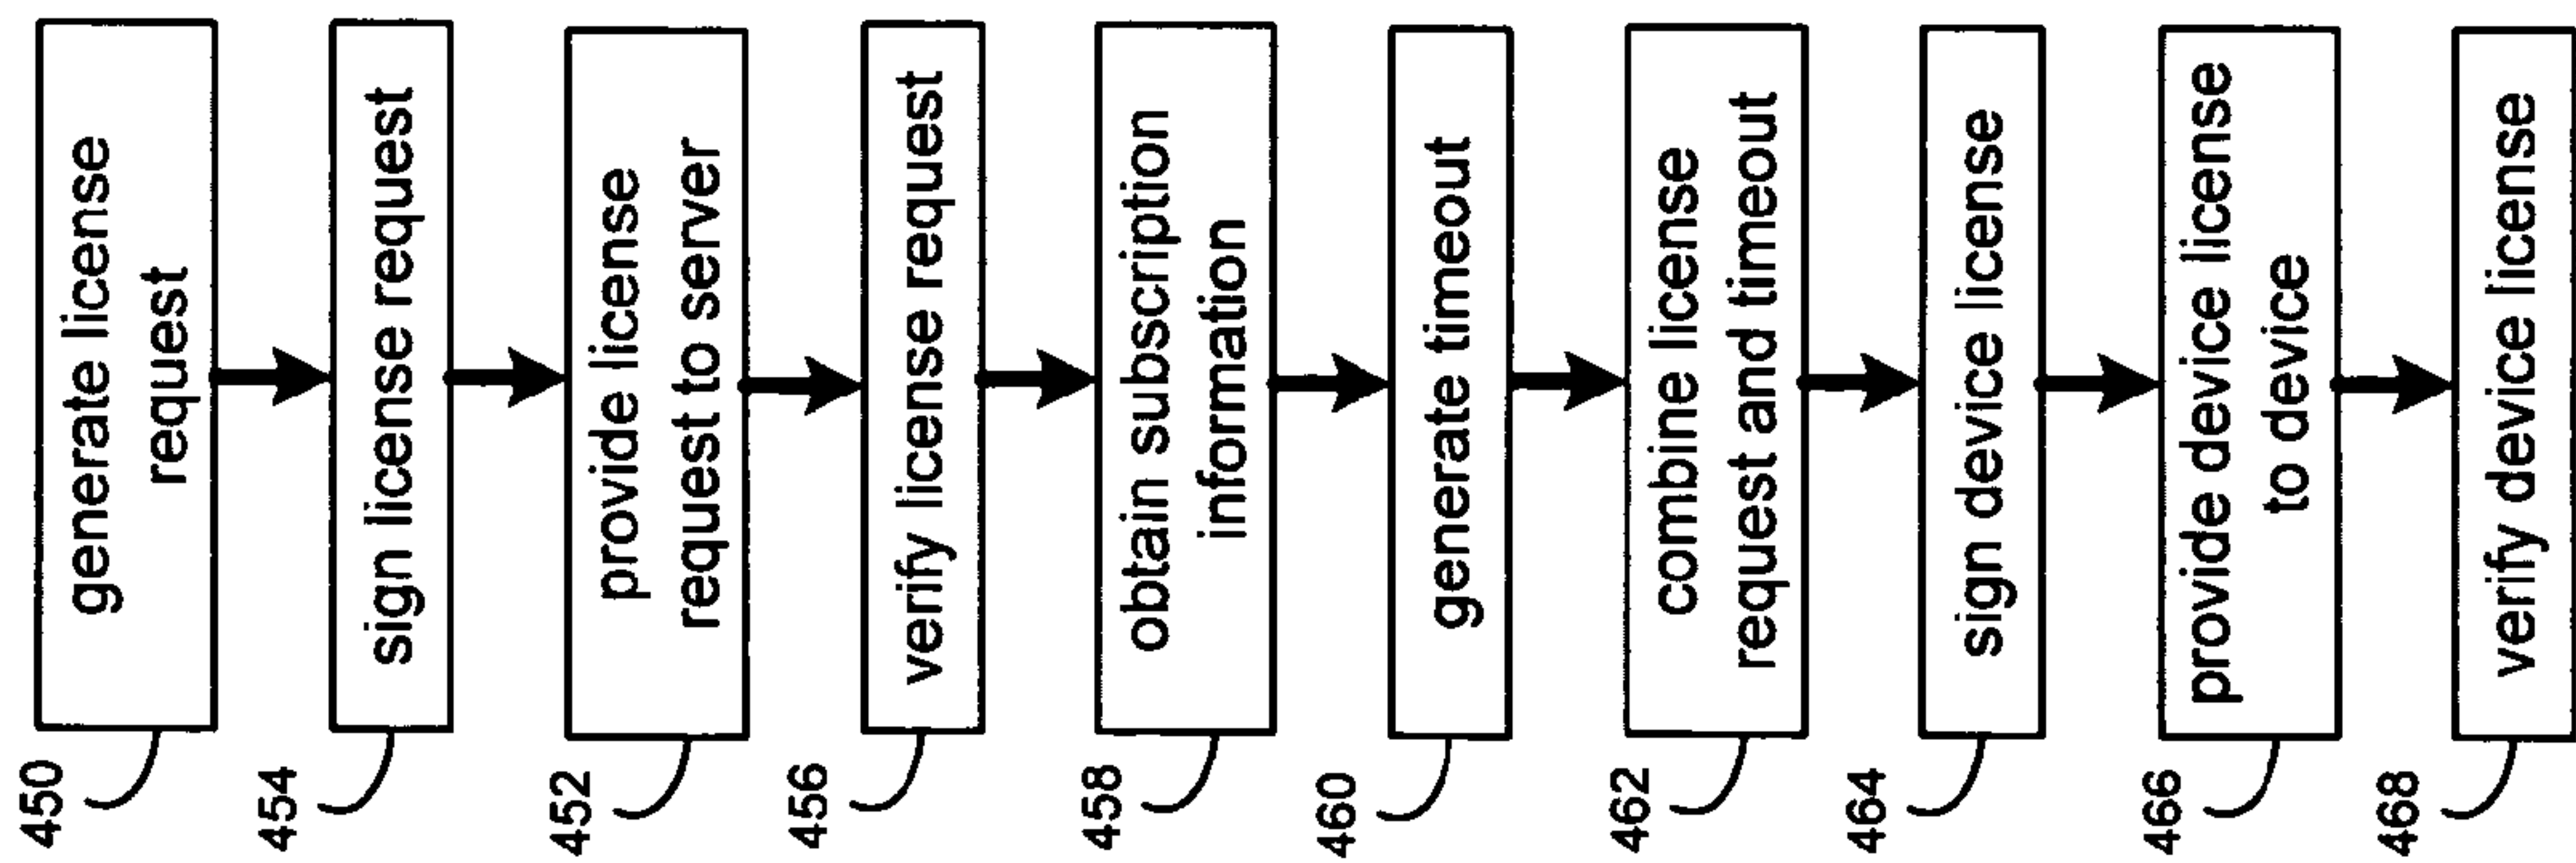 450
generate license
request
454
sign license request
452
provide license
request to server
456
verify license request
458
obtain subscription
information
460
generate timeout
462
combine license
request and timeout
464
sign device license
466
provide device license
to device
468
verify device license